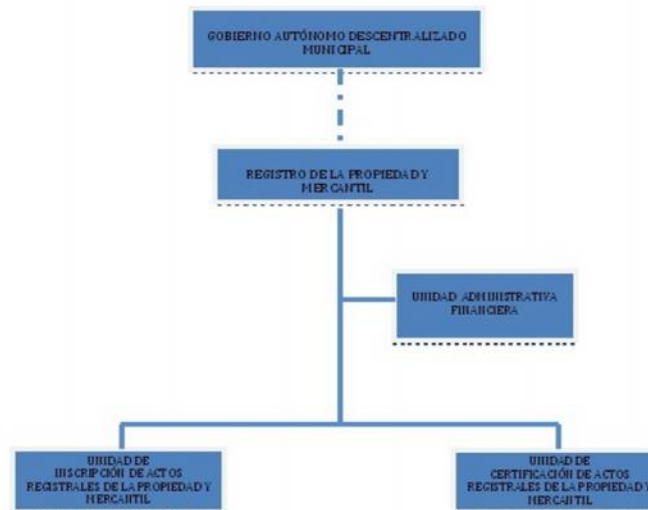 GOBIERNO AUTÓNOMO DESCENTRALIZADO
MUNICIPAL
REGISTRO DE LA PROPIEDAD Y
MERCANTIL
UNIDAD ADMINISTRATIVA
FINANCIERA
UNIDAD DE
INSCRIPCIÓN DE ACTOS
REGISTRALES DE LA PROPIEDAD Y
MERCANTIL
UNIDAD DE
CERTIFICACIÓN DE ACTOS
REGISTRALES DE LA PROPIEDAD Y
MERCANTIL